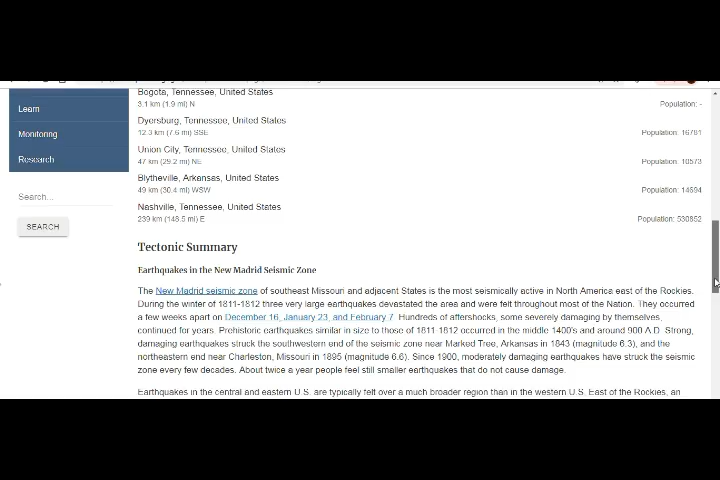 Learn
Monitoring
Research
Search...
SEARCH
Bogota, Tennessee, United States
3.1 km (1.9 mi) N
Population: -
Dyersburg, Tennessee, United States
12.3 km (7.6 mi) SSE
Population: 16781
Union City, Tennessee, United States
47 km (29.2 mi) NE
Population: 10573
Blytheville, Arkansas, United States
49 km (30.4 mi) WSW
Population: 14694
Nashville, Tennessee, United States
239 km (148.5 mi) E
Population: 530852
Tectonic Summary
Earthquakes in the New Madrid Seismic Zone
The New Madrid seismic zone of southeast Missouri and adjacent States is the most seismically active in North America east of the Rockies.
During the winter of 1811-1812 three very large earthquakes devastated the area and were felt throughout most of the Nation. They occurred
a few weeks apart on December 16, January 23, and February 7. Hundreds of aftershocks, some severely damaging by themselves,
continued for years. Prehistoric earthquakes similar in size to those of 1811-1812 occurred in the middle 1400's and around 900 A.D. Strong,
damaging earthquakes struck the southwestern end of the seismic zone near Marked Tree, Arkansas in 1843 (magnitude 6.3), and the
northeastern end near Charleston, Missouri in 1895 (magnitude 6.6). Since 1900, moderately damaging earthquakes have struck the seismic
zone every few decades. About twice a year people feel still smaller earthquakes that do not cause damage.
Earthquakes in the central and eastern U.S. are typically felt over a much broader region than in the western U.S. East of the Rockies, an